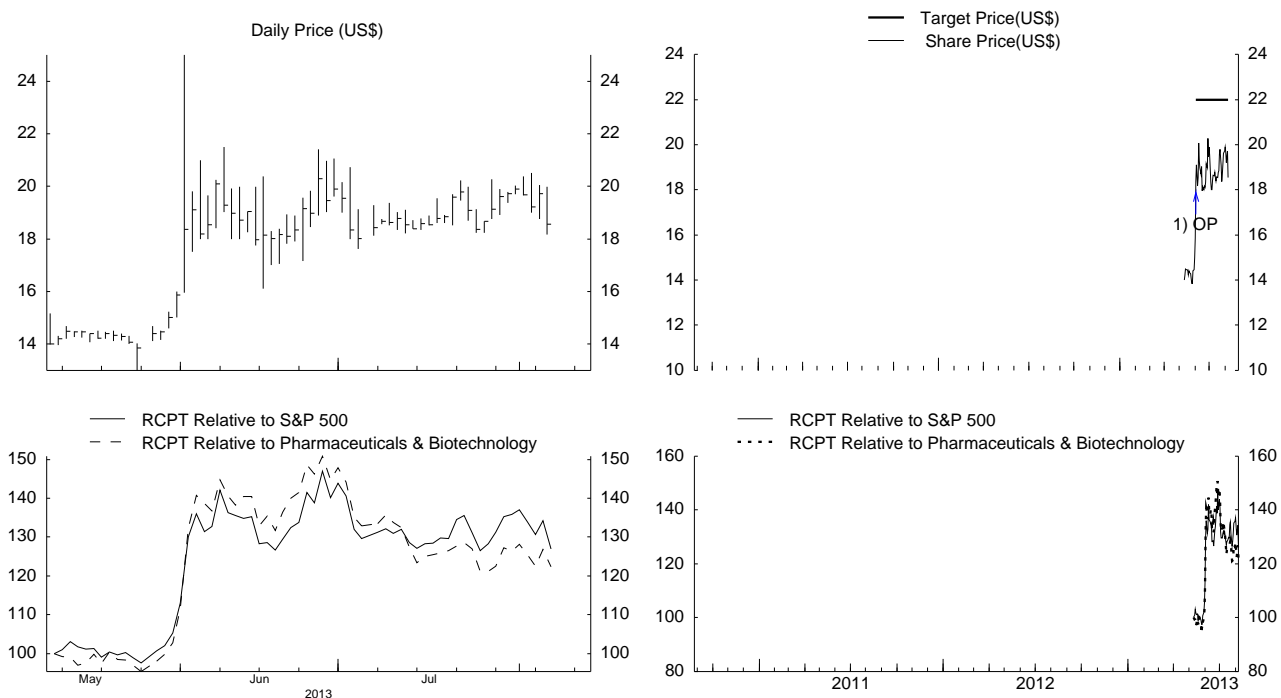 Daily Price (US$)
24 24
22 22
20 20
18 18
16 16
14 14
Target Price(US$)
Share Price(US$)
24 24
22 22
20 20
18 18
1) OP
16 16
14 14
12 12
10 10
RCPT Relative to S&P 500
RCPT Relative to Pharmaceuticals & Biotechnology
150 150
140 140
130 130
120 120
110 110
100 100
May Jun Jul
2013
RCPT Relative to S&P 500
RCPT Relative to Pharmaceuticals & Biotechnology
160 160
140 140
120 120
100 100
80 80
2011 2012 2013